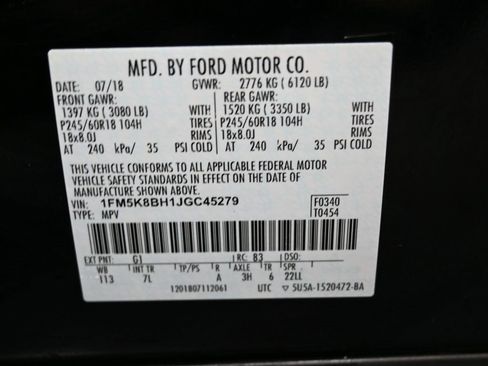 MFD. BY FORD MOTOR CO.
DATE: 07/18 GVWR: 2776 KG ( 6120 LB)
FRONT GAWR: REAR GAWR:
1397 KG ( 3080 LB) WITH 1520 KG ( 3350 LB) WITH
P245/60R18 104H TIRES P245/60R18 104H TIRES
18x8.0J RIMS 18x8.0J RIMS
AT 240 kPa/ 35 PSI COLD AT 240 kPa/ 35 PSI COLD
THIS VEHICLE CONFORMS TO ALL APPLICABLE FEDERAL MOTOR
VEHICLE SAFETY STANDARDS IN EFFECT ON THE DATE OF
MANUFACTURE SHOWN ABOVE.
VIN: 1FM5K8BH1JGC45279 F0340
TYPE: MPV T0454
EXT PNT: G1 RC: 83 DSO:
WB INT TR TP/PS R AXLE TR SPR
113 7L A 3H 6 22LL
1201807112061 UTC 5U5A-1520472-BA